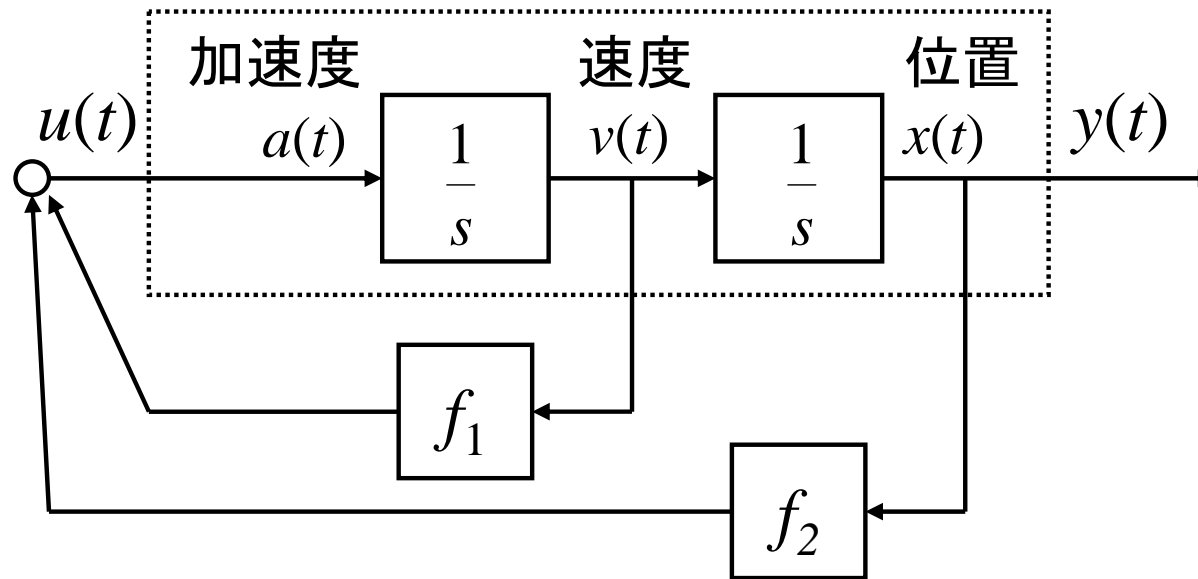 加速度 速度 位置
u(t) a(t) v(t) x(t) y(t)
1/s 1/s
f₁
f₂